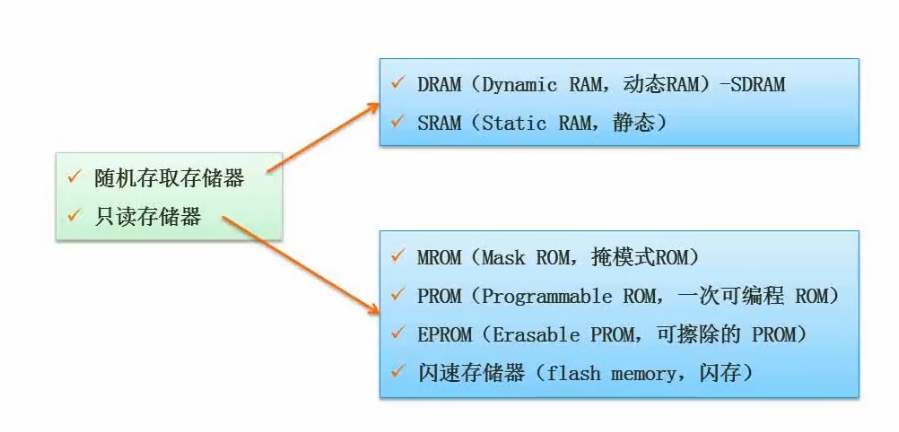 DRAM（Dynamic RAM，动态RAM）-SDRAM
SRAM（Static RAM，静态）
随机存取存储器
只读存储器
MROM（Mask ROM，掩模式ROM）
PROM（Programmable ROM，一次可编程 ROM）
EPROM（Erasable PROM，可擦除的 PROM）
闪速存储器（flash memory，闪存）